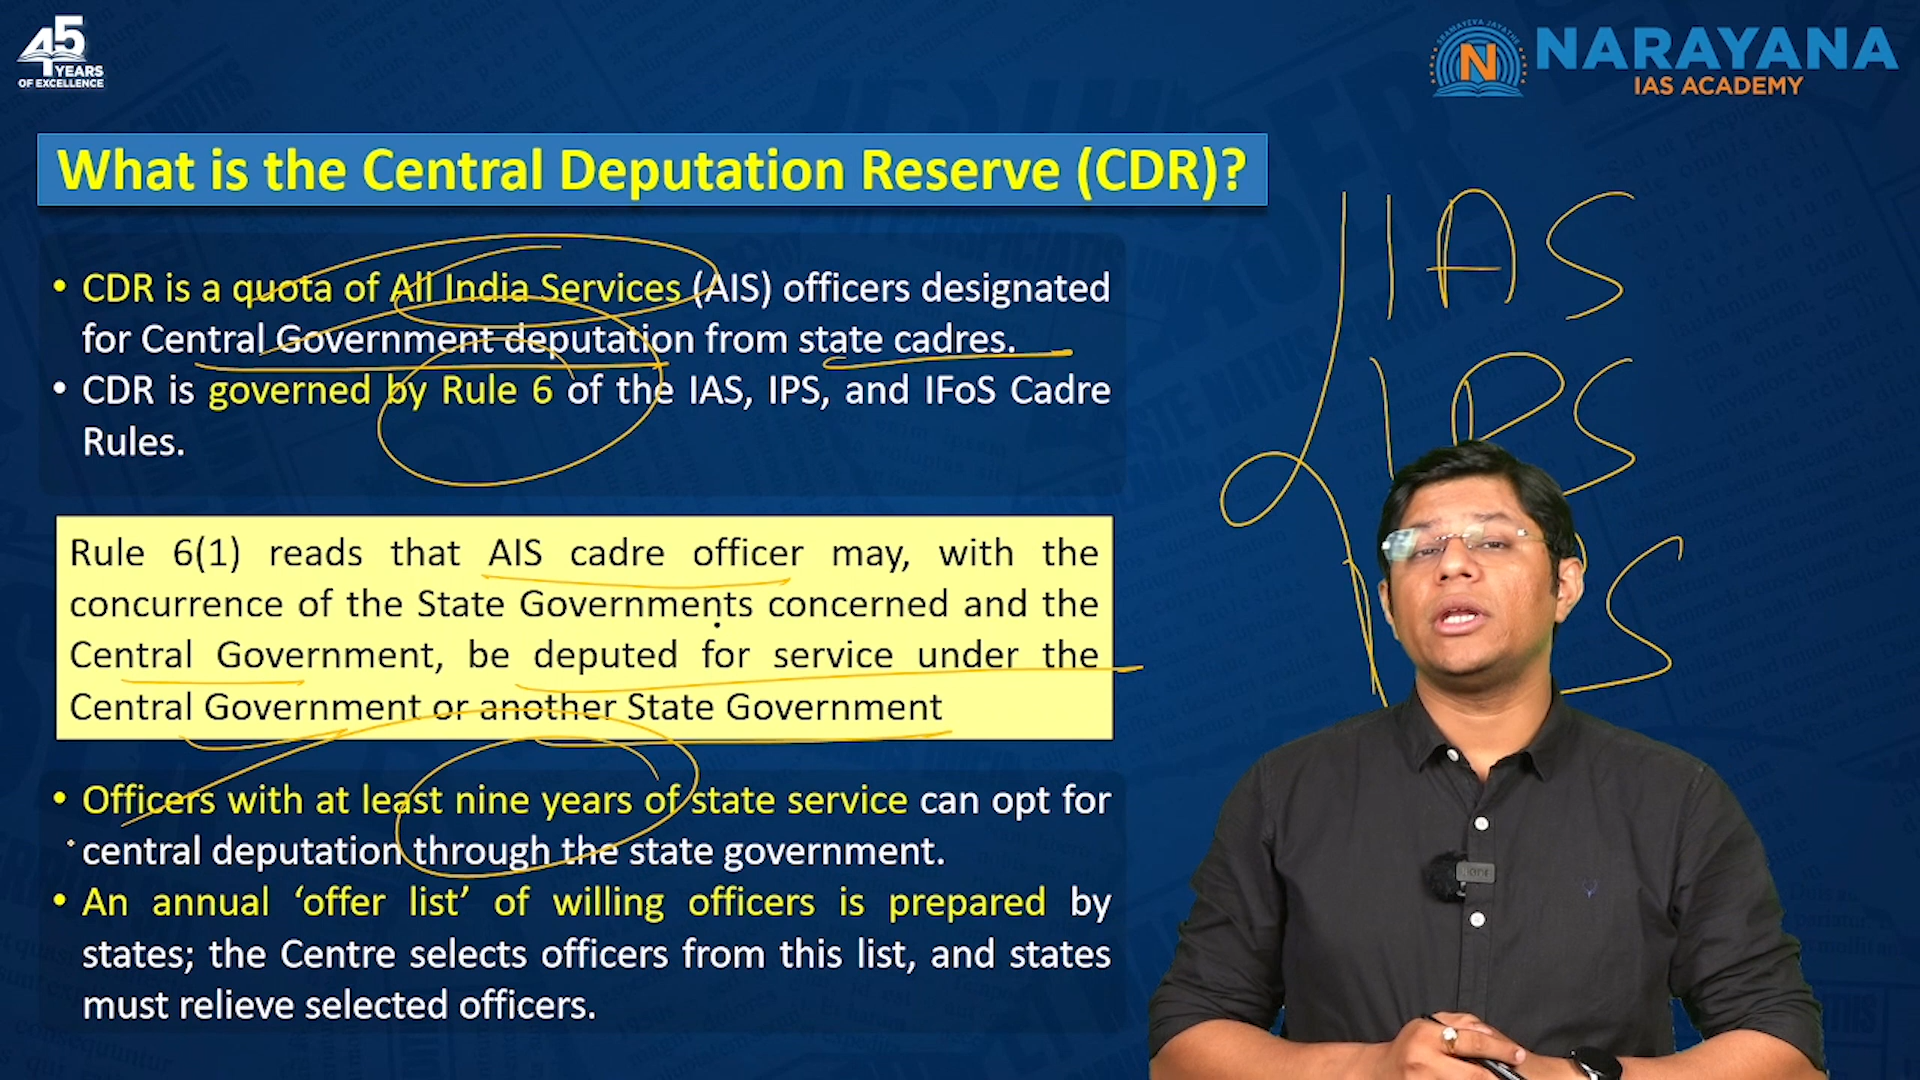 45
YEARS
OF EXCELLENCE
SATYAMEVA JAYATHE
N
NARAYANA
IAS ACADEMY
What is the Central Deputation Reserve (CDR)?
• CDR is a quota of All India Services (AIS) officers designated
for Central Government deputation from state cadres.
• CDR is governed by Rule 6 of the IAS, IPS, and IFoS Cadre
Rules.
Rule 6(1) reads that AIS cadre officer may, with the
concurrence of the State Governments concerned and the
Central Government, be deputed for service under the
Central Government or another State Government
• Officers with at least nine years of state service can opt for
central deputation through the state government.
• An annual ‘offer list’ of willing officers is prepared by
states; the Centre selects officers from this list, and states
must relieve selected officers.
IAS
IPS